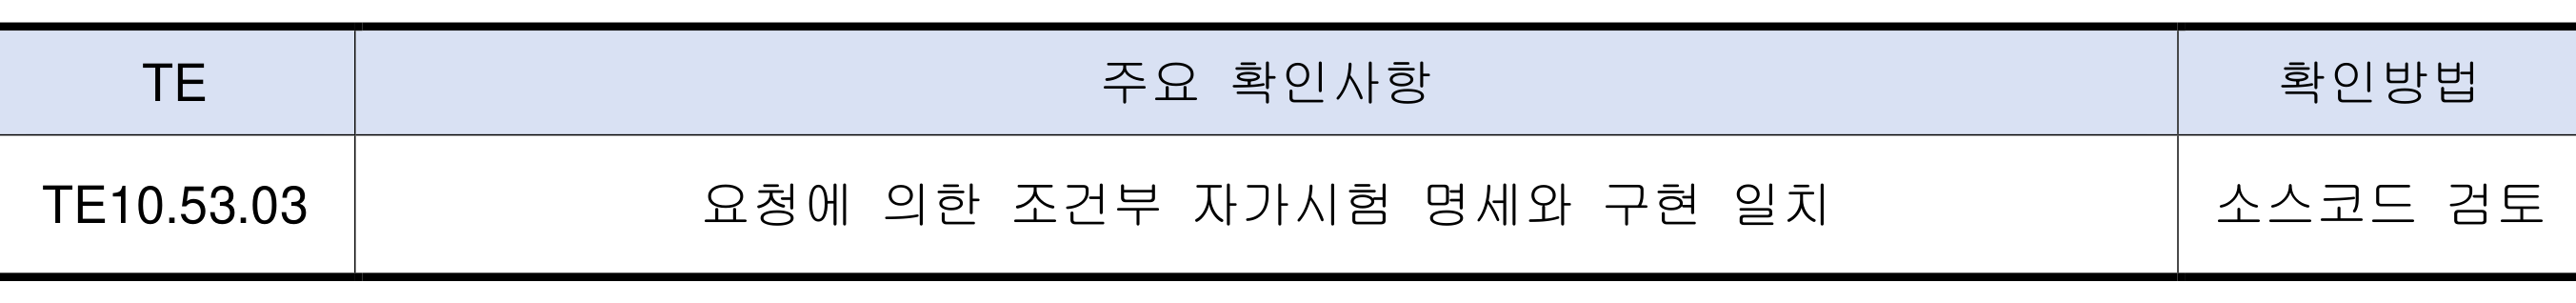 TE 주요 확인사항 확인방법
TE10.53.03 요청에 의한 조건부 자가시험 명세와 구현 일치 소스코드 검토